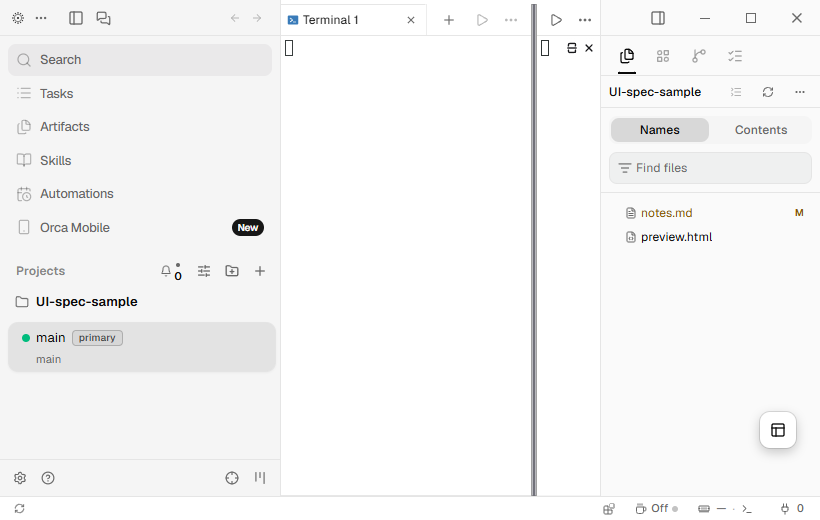 Terminal 1
Search
Tasks
Artifacts
Skills
Automations
Orca Mobile
New
Projects
0
UI-spec-sample
main
primary
main
UI-spec-sample
Names
Contents
Find files
notes.md
M
preview.html
Off
0